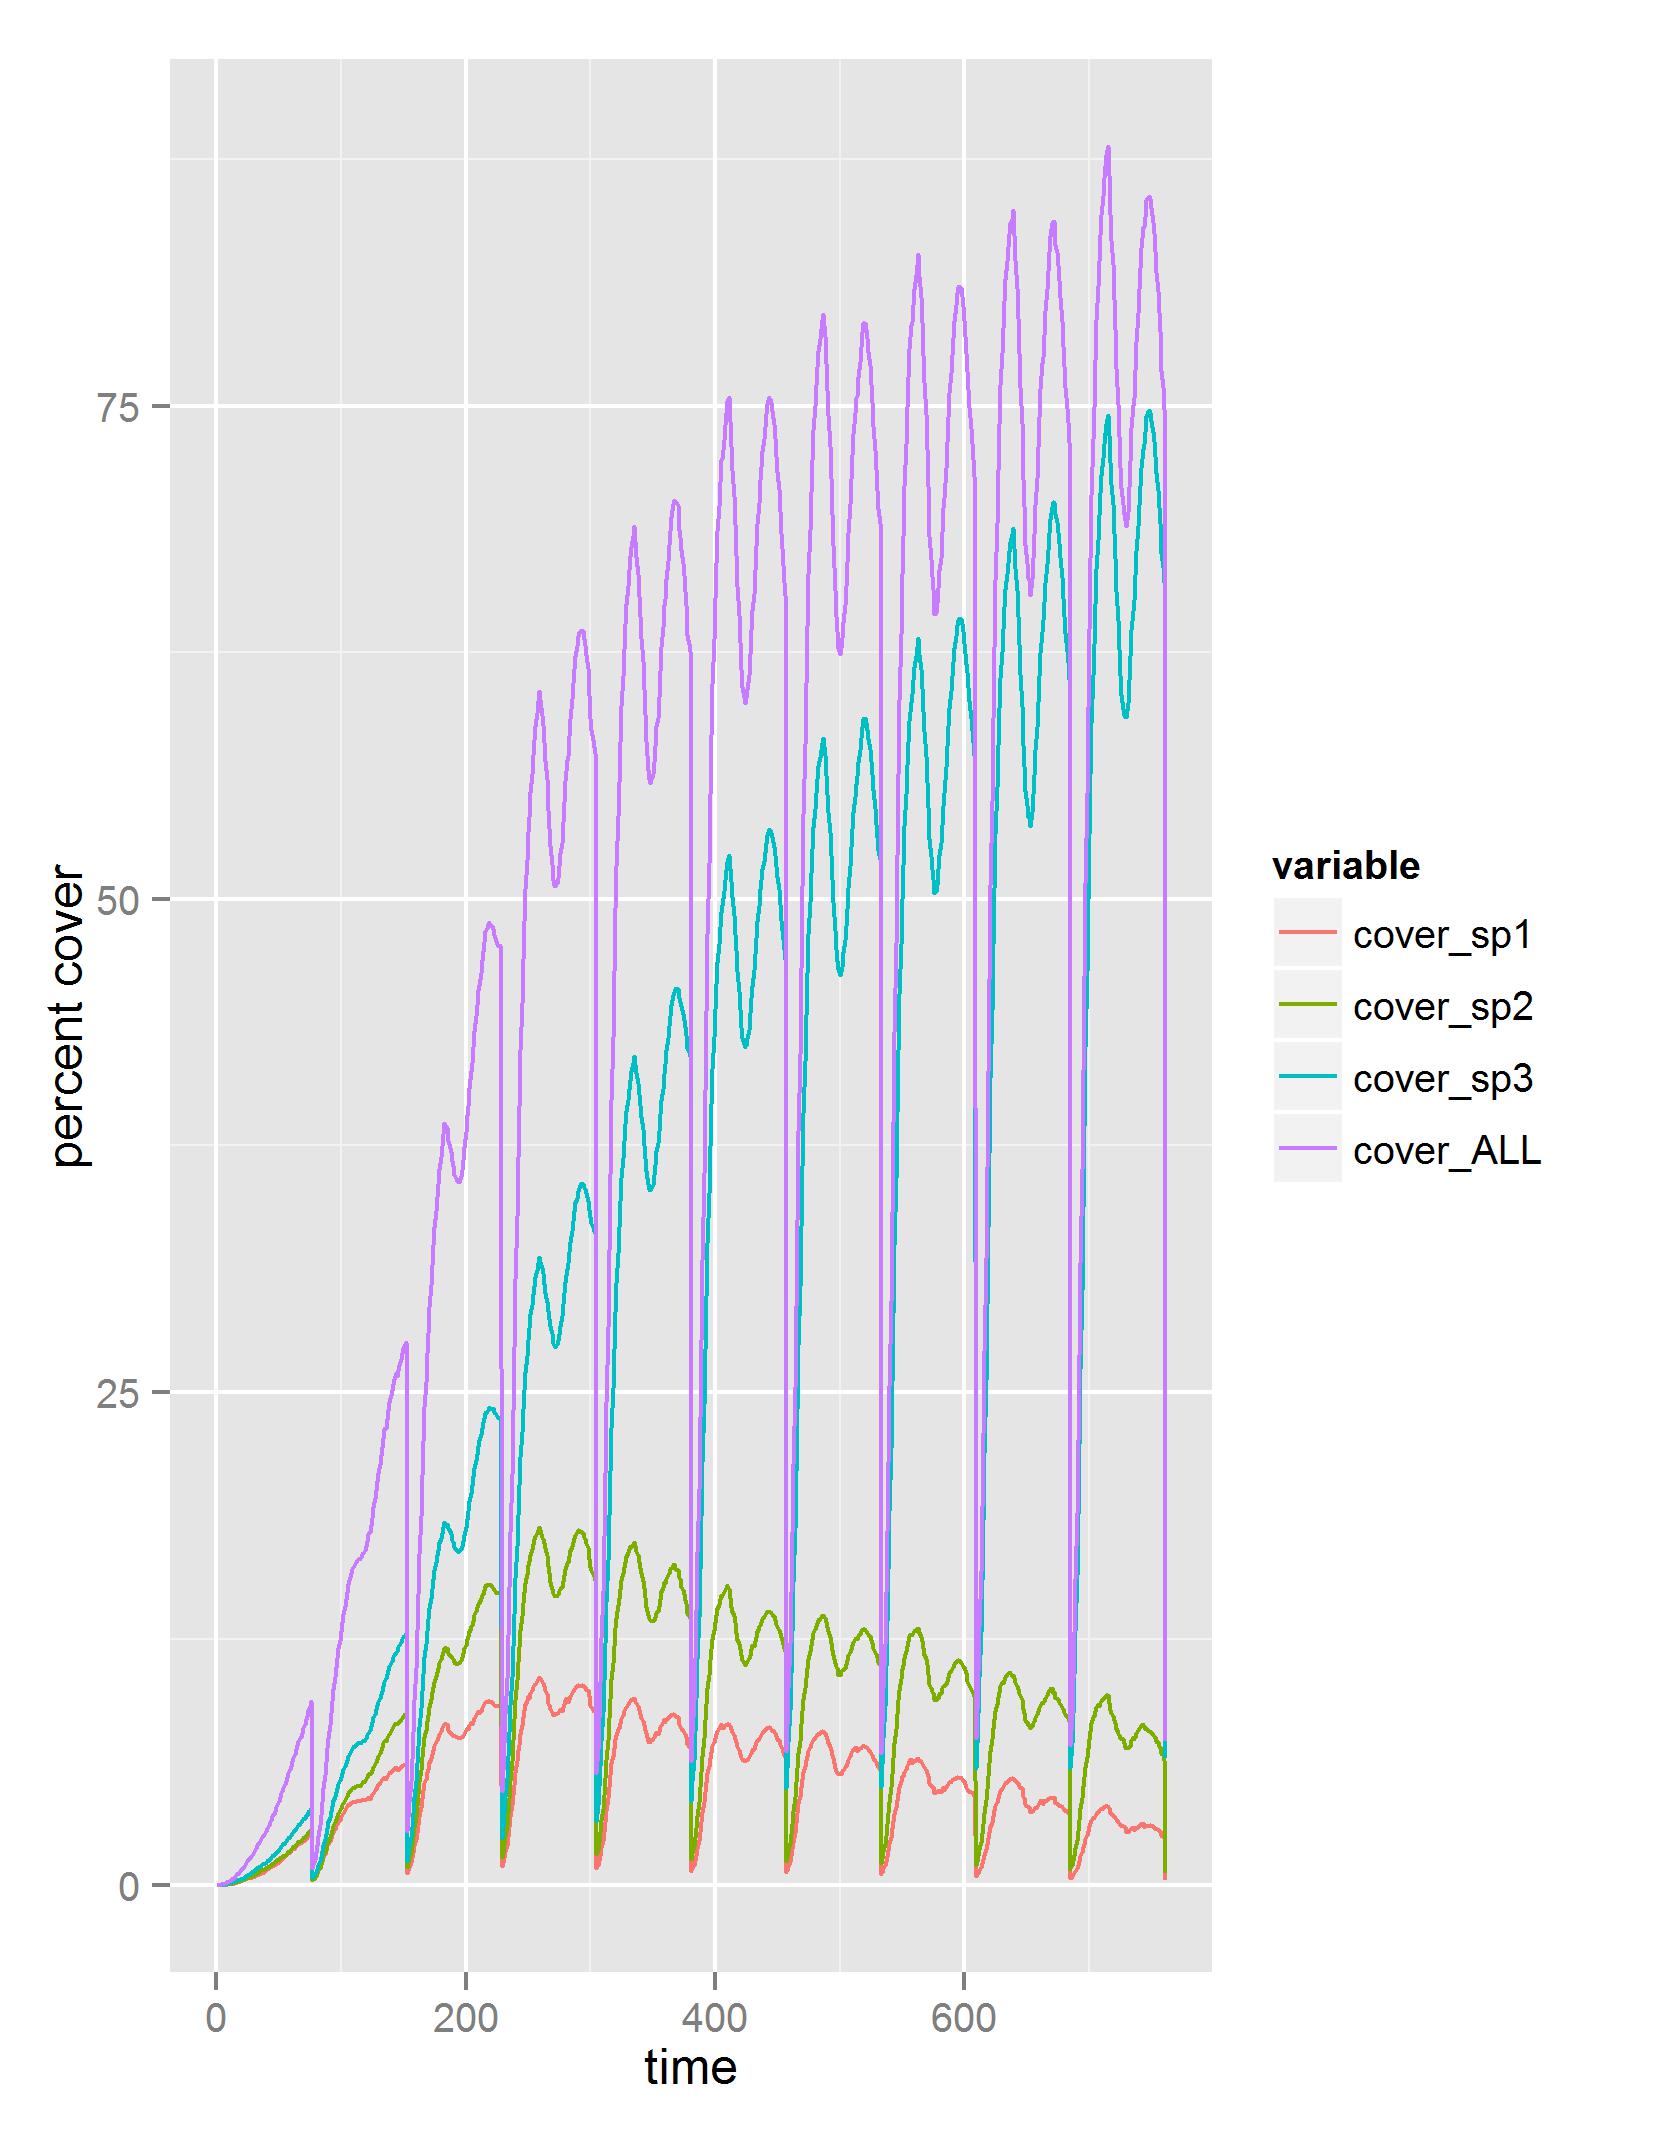 percent cover
75
50
25
0
0 200 400 600
time
variable
cover_sp1
cover_sp2
cover_sp3
cover_ALL